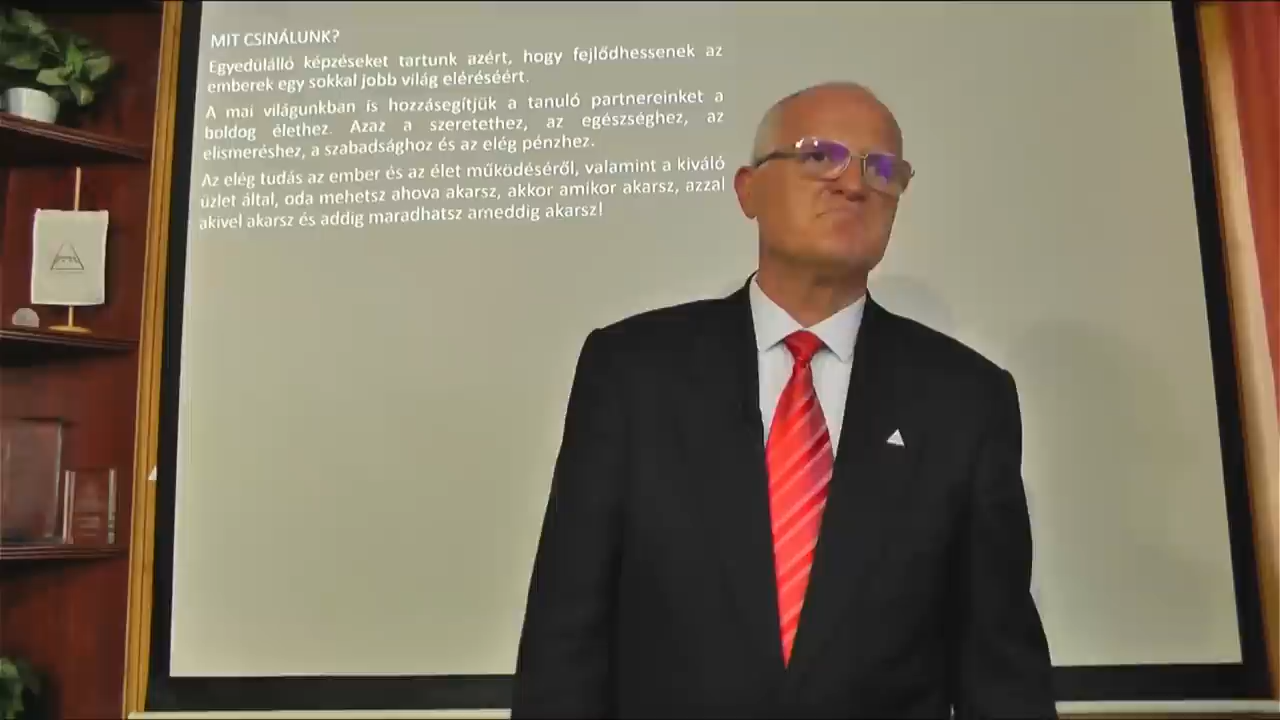 MIT CSINÁLUNK?
Egyedülálló képzéseket tartunk azért, hogy fejlődhessenek az
emberek egy sokkal jobb világ eléréséért.
A mai világunkban is hozzásegítjük a tanuló partnereinket a
boldog élethez. Azaz a szeretethez, az egészséghez, az
elismeréshez, a szabadsághoz és az elég pénzhez.
Az elég tudás az ember és az élet működéséről, valamint a kiváló
üzlet által, oda mehetsz ahova akarsz, akkor amikor akarsz, azzal
akivel akarsz és addig maradhatsz ameddig akarsz!